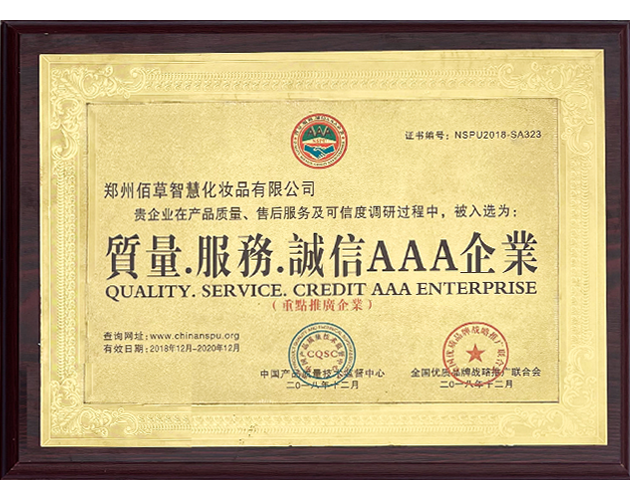 证书编号：NSPU2018-SA323
郑州佰草智慧化妆品有限公司
贵企业在产品质量、售后服务及可信度调研过程中，被入选为：
質量.服務.誠信AAA企業
QUALITY. SERVICE. CREDIT AAA ENTERPRISE
（重點推廣企業）
查询网址：www.chinanspu.org
有效日期：2018年12月-2020年12月
CQSC
中国产品质量技术监督中心
二〇一八年十二月
全国优质品牌战略推广联合会
二〇一八年十二月